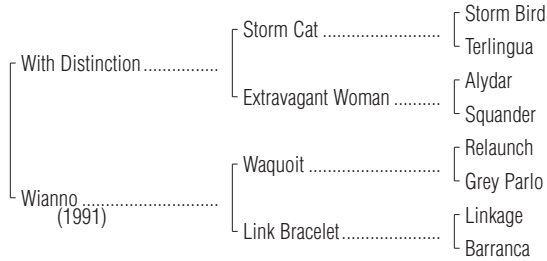 Storm Bird
Storm Cat ........................
Terlingua
With Distinction ...............
Alydar
Extravagant Woman ..........
Squander
Relaunch
Waquoit ...........................
Grey Parlo
Wianno ...........................
(1991)
Linkage
Link Bracelet ...................
Barranca